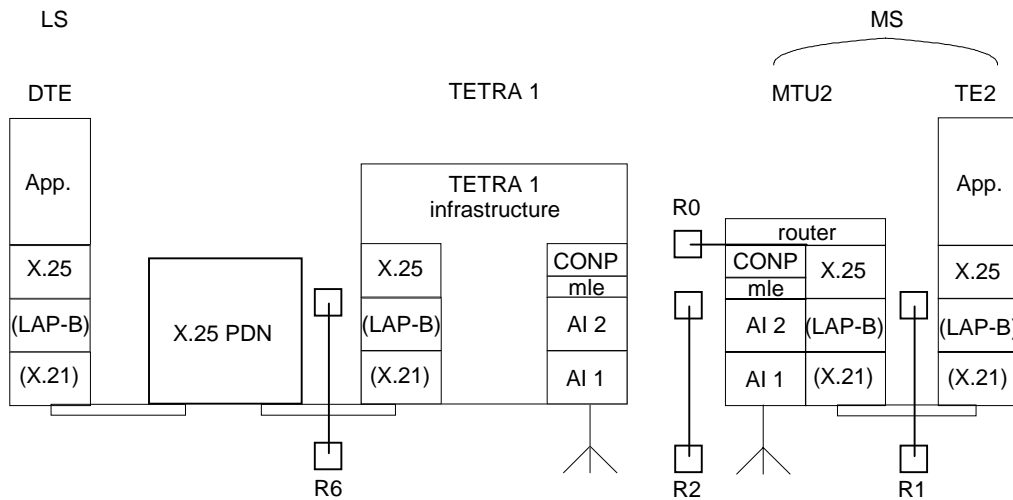 LS
MS
DTE
TETRA 1
MTU2
TE2
App.
TETRA 1
infrastructure
App.
R0
router
X.25
X.25
CONP
CONP
X.25
X.25
mle
mle
(LAP-B)
X.25 PDN
(LAP-B)
AI 2
AI 2
(LAP-B)
(LAP-B)
(X.21)
(X.21)
AI 1
AI 1
(X.21)
(X.21)
R6
R2
R1